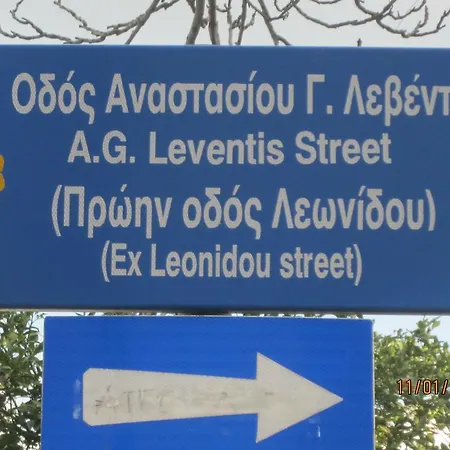 Οδός Αναστασίου Γ. Λεβέντ
A.G. Leventis Street
(Πρώην οδός Λεωνίδου)
(Ex Leonidou street)
11/01/